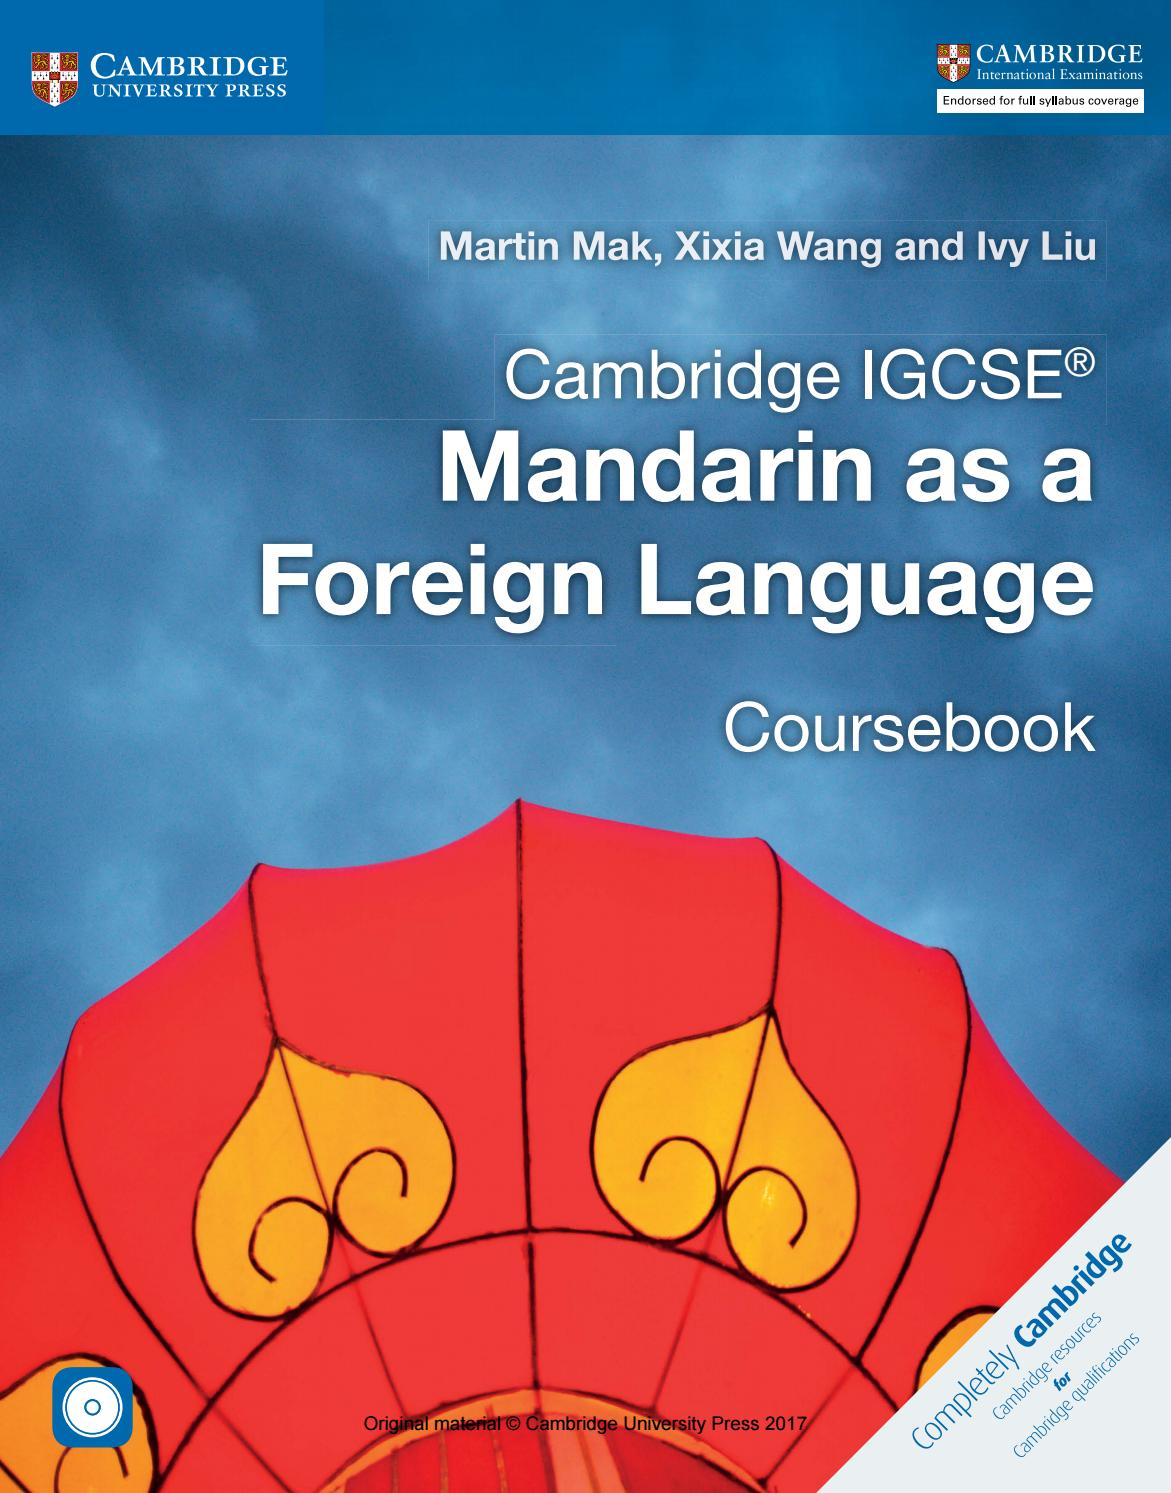 CAMBRIDGE
UNIVERSITY PRESS
CAMBRIDGE
International Examinations
Endorsed for full syllabus coverage
Martin Mak, Xixia Wang and Ivy Liu
Cambridge IGCSE®
Mandarin as a
Foreign Language
Coursebook
Completely Cambridge
Cambridge resources
for
Cambridge qualifications
Original material © Cambridge University Press 2017